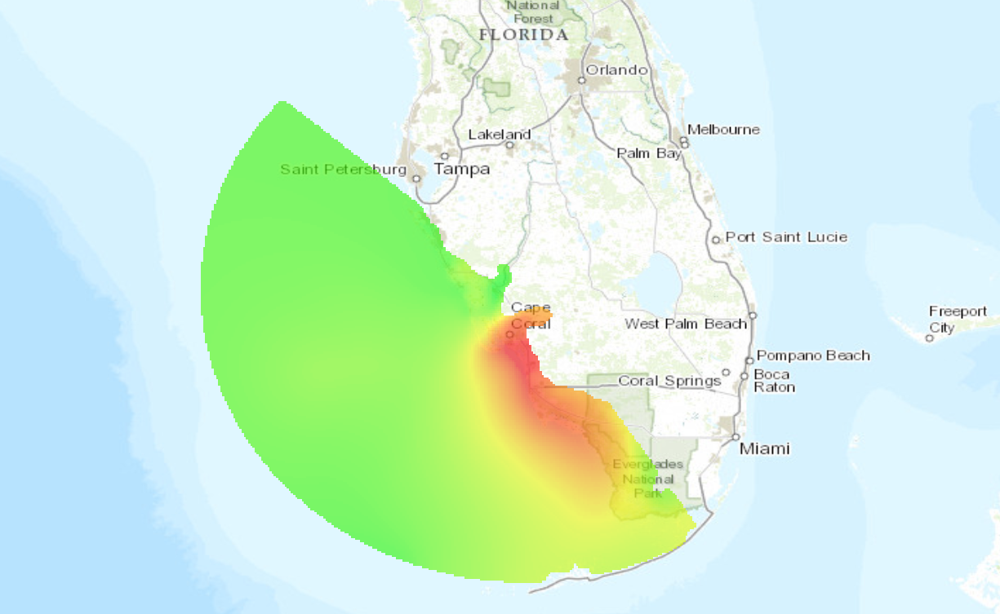 National
Forest
FLORIDA
Orlando
Melbourne
Lakeland
Palm Bay
Saint Petersburg
Tampa
Port Saint Lucie
Cape
Coral
West Palm Beach
Freeport
City
Pompano Beach
Coral Springs
Boca
Raton
Miami
Everglades
National
Park